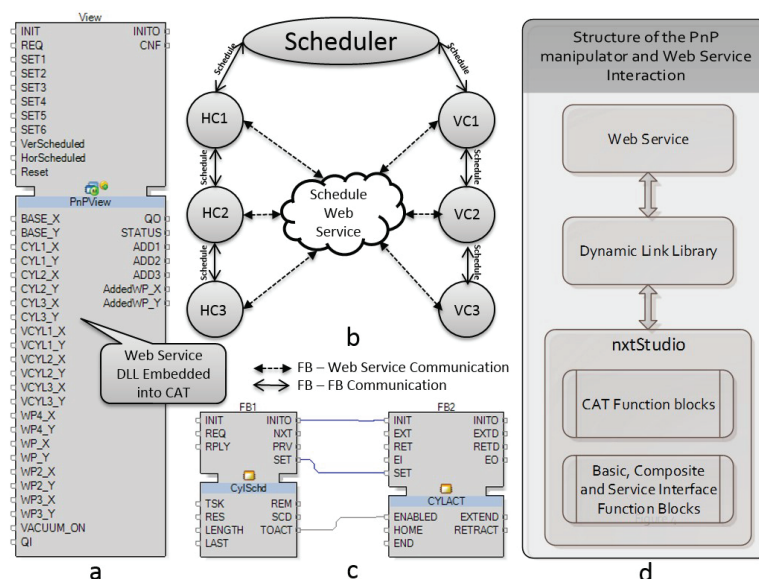 View
INIT INITO
REQ CNF
SET1
SET2
SET3
SET4
SET5
SET6
VerScheduled
HorScheduled
Reset
PnPView
BASE_X QO
BASE_Y STATUS
CYL1_X ADD1
CYL1_Y ADD2
CYL2_X ADD3
CYL2_Y AddedWP_X
CYL3_X AddedWP_Y
CYL3_Y
VCYL1_X
VCYL1_Y
VCYL2_X
VCYL2_Y
VCYL3_X
VCYL3_Y
WP4_X
WP4_Y
WP_X
WP_Y
WP2_X
WP2_Y
WP3_X
WP3_Y
VACUUM_ON
QI
Web Service
DLL Embedded
into CAT
a
Scheduler
Schedule
Schedule
HC1
VC1
Schedule
Schedule
HC2
Schedule
Web
Service
VC2
Schedule
Schedule
HC3
VC3
b
FB – Web Service Communication
FB – FB Communication
FB1
INIT INITO
REQ NXT
RPLY PRV
SET
CylSchd
TSK REM
RES SCD
LENGTH TOACT
LAST
FB2
INIT INITO
EXT EXTD
RET RETD
EI EO
SET
CYLACT
ENABLED EXTEND
HOME RETRACT
END
c
Structure of the PnP
manipulator and Web Service
Interaction
Web Service
Dynamic Link Library
nxtStudio
CAT Function blocks
Basic, Composite
and Service Interface
Function Blocks
d